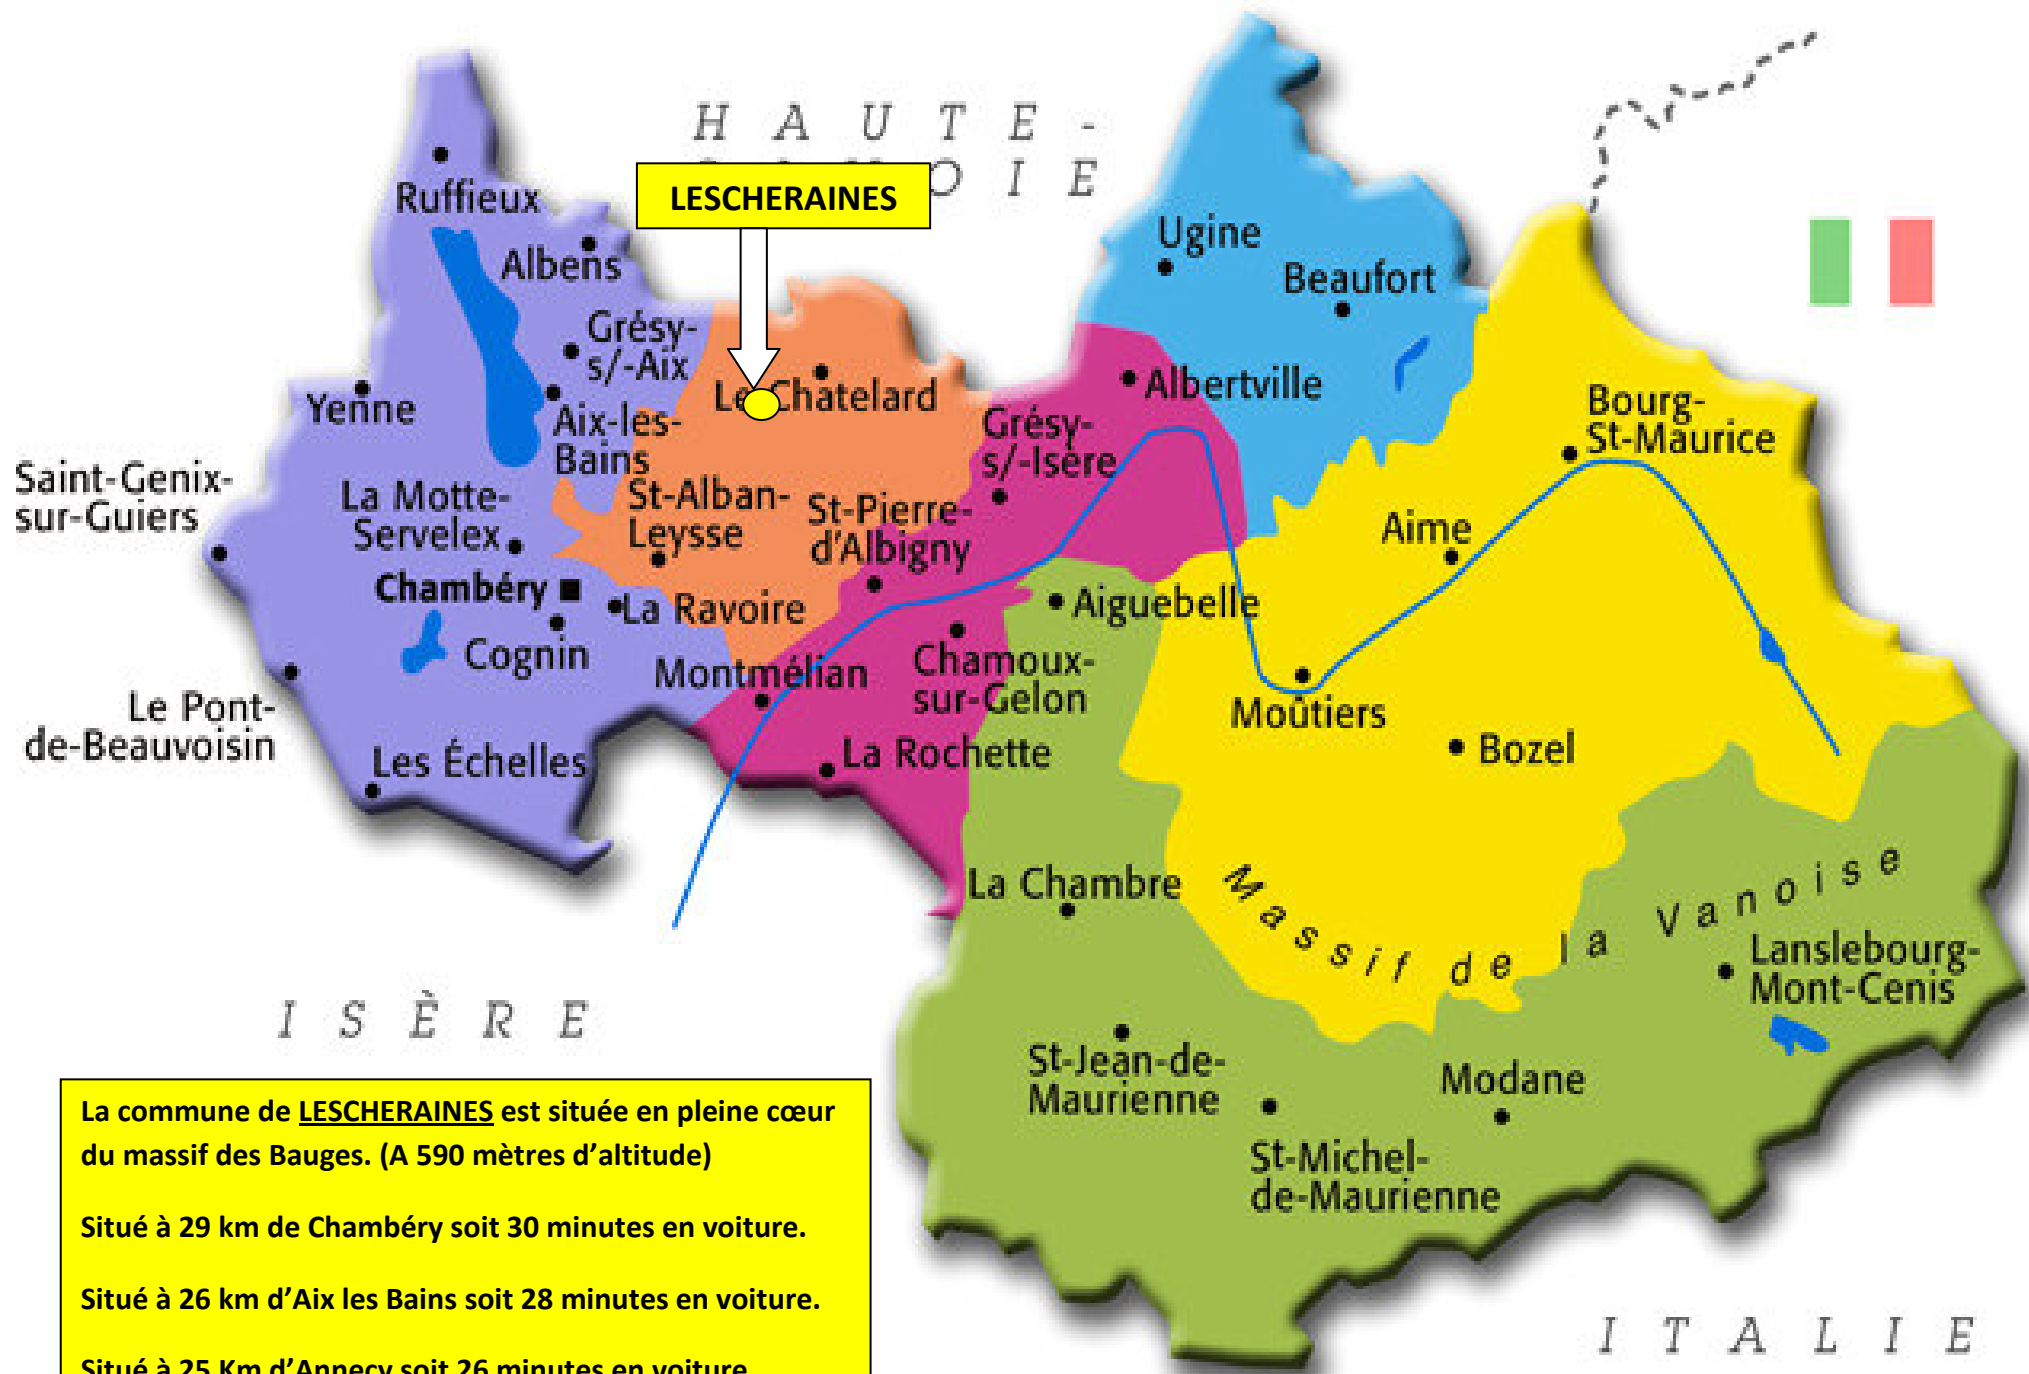 HAUTE-
OIE
LESCHERAINES
Ruffieux
Albens
Ugine
Beaufort
Grésy-
s/-Aix
Le Chatelard
Albertville
Yenne
Aix-les-
Bains
Grésy-
s/-Isère
Bourg-
St-Maurice
Saint-Genix-
sur-Guiers
La Motte-
Servelex
St-Alban-
Leysse
St-Pierre-
d'Albigny
Aime
Chambéry
La Ravoire
Aiguebelle
Cognin
Montmélian
Chamoux-
sur-Gelon
Moûtiers
Le Pont-
de-Beauvoisin
Les Échelles
La Rochette
Bozel
La Chambre
Massif de la Vanoise
Lanslebourg-
Mont-Cenis
ISÈRE
St-Jean-de-
Maurienne
Modane
St-Michel-
de-Maurienne
ITALIE
La commune de LESCHERAINES est située en pleine cœur
du massif des Bauges. (A 590 mètres d’altitude)
Situé à 29 km de Chambéry soit 30 minutes en voiture.
Situé à 26 km d’Aix les Bains soit 28 minutes en voiture.
Situé à 25 Km d’Annecy soit 26 minutes en voiture